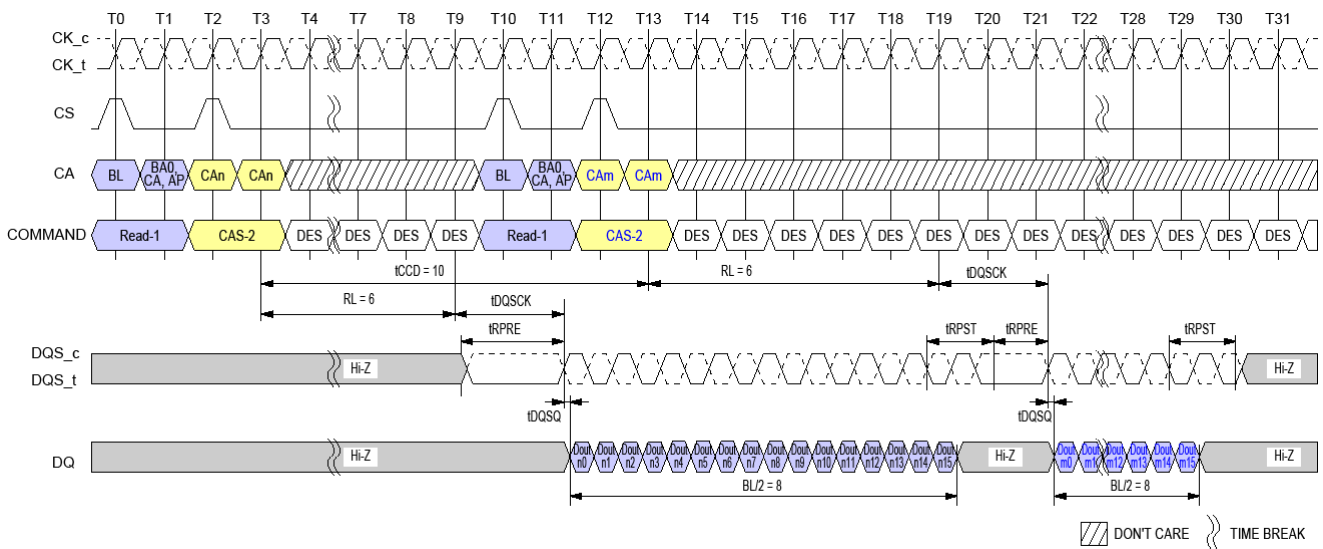 T0 T1 T2 T3 T4 T7 T8 T9 T10 T11 T12 T13 T14 T15 T16 T17 T18 T19 T20 T21 T22 T28 T29 T30 T31
CK_c
CK_t
CS
CA BL BA0, CA, AP CAn CAn BL BA0, CA, AP CAm CAm
COMMAND Read-1 CAS-2 DES DES DES DES Read-1 CAS-2 DES DES DES DES DES DES DES DES DES DES DES DES DES
tCCD = 10 RL = 6 tDQSCK
RL = 6 tDQSCK
tRPRE tRPST tRPRE tRPST
DQS_c
DQS_t Hi-Z Hi-Z
tDQSQ tDQSQ
DQ Hi-Z Dout n0 Dout n1 Dout n2 Dout n3 Dout n4 Dout n5 Dout n6 Dout n7 Dout n8 Dout n9 Dout n10 Dout n11 Dout n12 Dout n13 Dout n14 Dout n15 Hi-Z Dout m0 Dout m1 Dout m12 Dout m13 Dout m14 Dout m15 Hi-Z
BL/2 = 8 BL/2 = 8
DON'T CARE TIME BREAK